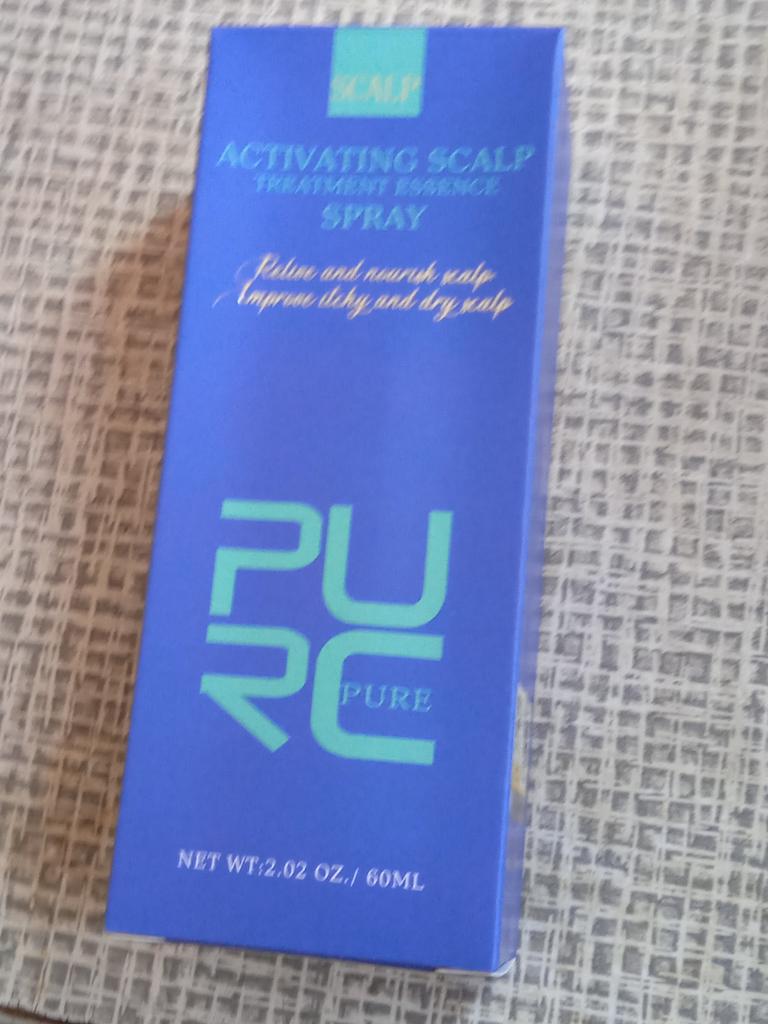 SCALP
ACTIVATING SCALP
TREATMENT ESSENCE
SPRAY
and nourish scalp
Improve itchy and dry scalp
PU
RC
PURE
NET WT:2.02 OZ./ 60ML